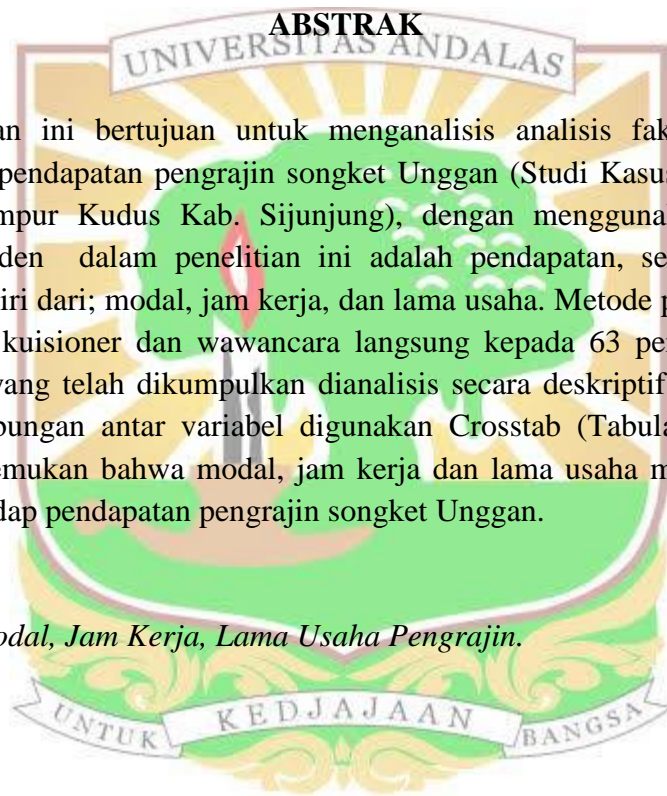 ABSTRAK
UNIVERSITAS ANDALAS
an ini bertujuan untuk menganalisis analisis fak
pendapatan pengrajin songket Unggan (Studi Kasus
mpur Kudus Kab. Sijunjung), dengan menggunal
den dalam penelitian ini adalah pendapatan, se
iri dari; modal, jam kerja, dan lama usaha. Metode p
kuisioner dan wawancara langsung kepada 63 per
yang telah dikumpulkan dianalisis secara deskriptif
bungan antar variabel digunakan Crosstab (Tabula
emukan bahwa modal, jam kerja dan lama usaha m
dap pendapatan pengrajin songket Unggan.
odal, Jam Kerja, Lama Usaha Pengrajin.
UNTUK KEDJAJAAN BANGSA